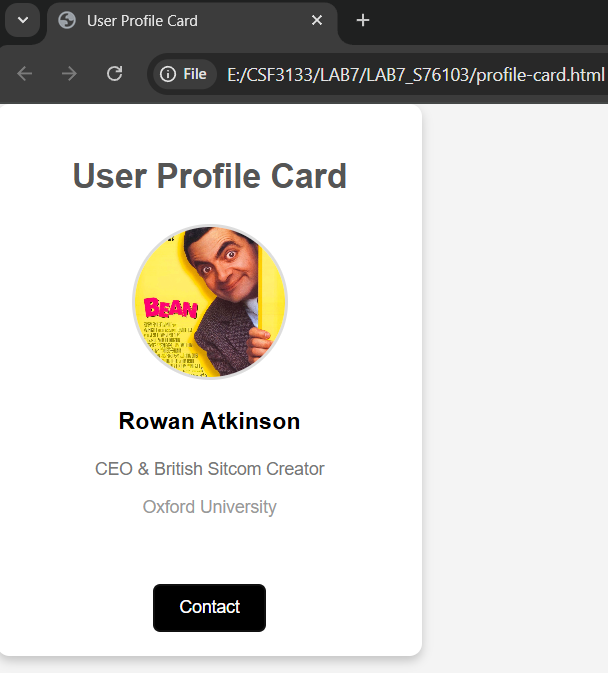 User Profile Card
File E:/CSF3133/LAB7/LAB7_S76103/profile-card.html
User Profile Card
BEAN
Rowan Atkinson
CEO & British Sitcom Creator
Oxford University
Contact